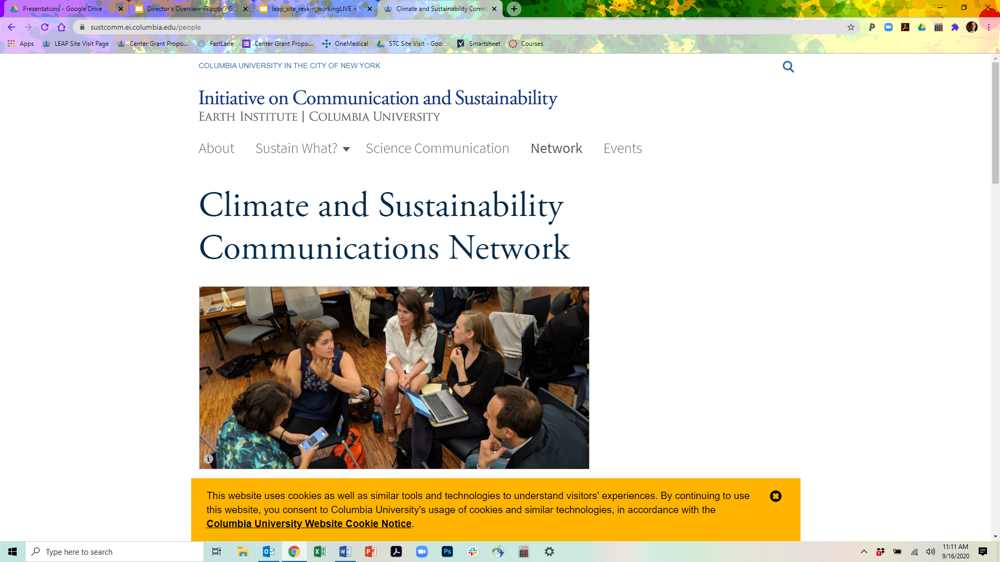 Presentations - Google Drive
Director's Overview v3.pptx - Go
leap_site_revkin_workingLIVE +
Climate and Sustainability Comm
sustcomm.ei.columbia.edu/people
Apps
LEAP Site Visit Page
Center Grant Propo...
FastLane
Center Grant Propo...
OneMedical
STC Site Visit - Goo...
Smartsheet
Courses
COLUMBIA UNIVERSITY IN THE CITY OF NEW YORK
Initiative on Communication and Sustainability
EARTH INSTITUTE | COLUMBIA UNIVERSITY
About
Sustain What?
Science Communication
Network
Events
Climate and Sustainability
Communications Network
This website uses cookies as well as similar tools and technologies to understand visitors' experiences. By continuing to use
this website, you consent to Columbia University's usage of cookies and similar technologies, in accordance with the
Columbia University Website Cookie Notice.
Type here to search
11:11 AM
9/16/2020